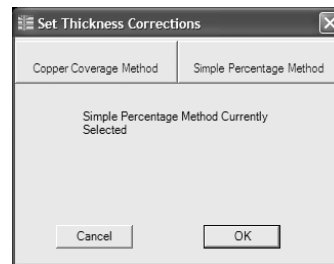 Set Thickness Corrections
Copper Coverage Method
Simple Percentage Method
Simple Percentage Method Currently
Selected
Cancel
OK